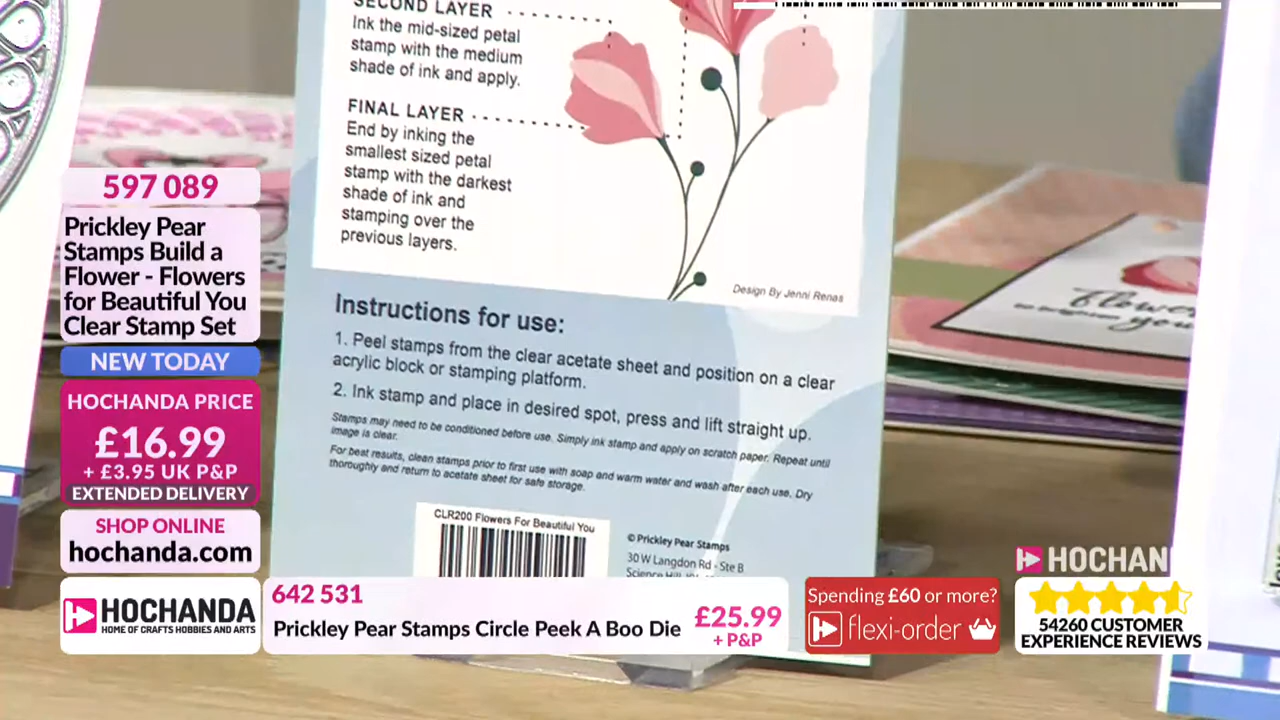 SECOND LAYER
Ink the mid-sized petal
stamp with the medium
shade of ink and apply.
FINAL LAYER
End by inking the
smallest sized petal
stamp with the darkest
shade of ink and
stamping over the
previous layers.
Design By Jenni Renas
Instructions for use:
1. Peel stamps from the clear acetate sheet and position on a clear
acrylic block or stamping platform.
2. Ink stamp and place in desired spot, press and lift straight up.
Stamps may need to be conditioned before use. Simply ink stamp and apply on scratch paper. Repeat until
image is clear.
For best results, clean stamps prior to first use with soap and warm water and wash after each use. Dry
thoroughly and return to acetate sheet for safe storage.
CLR200 Flowers For Beautiful You
© Prickley Pear Stamps
30 W Langdon Rd - Ste B
Science Hill,
597 089
Prickley Pear
Stamps Build a
Flower - Flowers
for Beautiful You
Clear Stamp Set
NEW TODAY
HOCHANDA PRICE
£16.99
+ £3.95 UK P&P
EXTENDED DELIVERY
SHOP ONLINE
hochanda.com
HOCHANDA
HOME OF CRAFTS HOBBIES AND ARTS
642 531
Prickley Pear Stamps Circle Peek A Boo Die
£25.99
+ P&P
Spending £60 or more?
flexi-order
HOCHAN
54260 CUSTOMER
EXPERIENCE REVIEWS